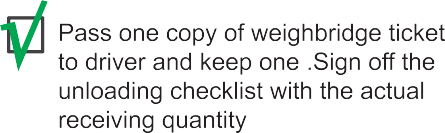 Pass one copy of weighbridge ticket
to driver and keep one .Sign off the
unloading checklist with the actual
receiving quantity